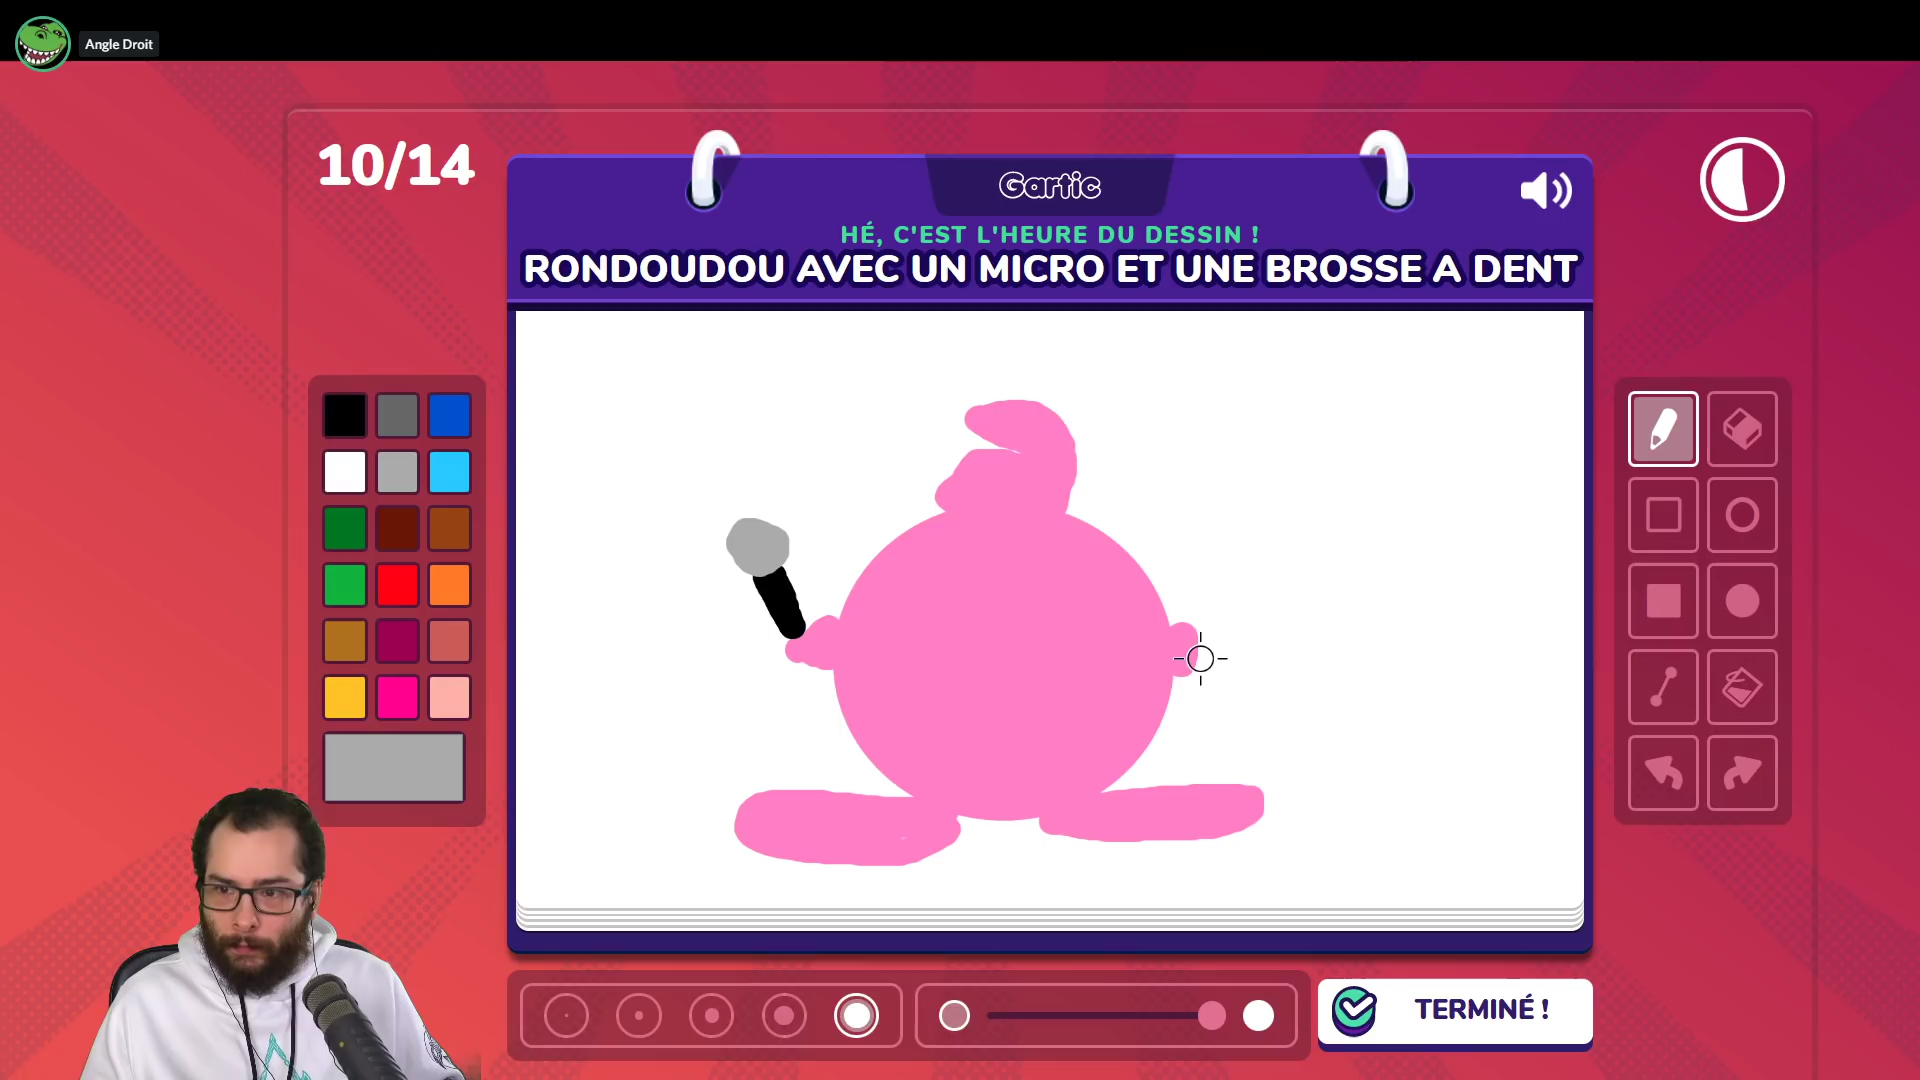 Angle Droit
10/14
Gartic
HÉ, C'EST L'HEURE DU DESSIN !
RONDOUDOU AVEC UN MICRO ET UNE BROSSE A DENT
TERMINÉ !